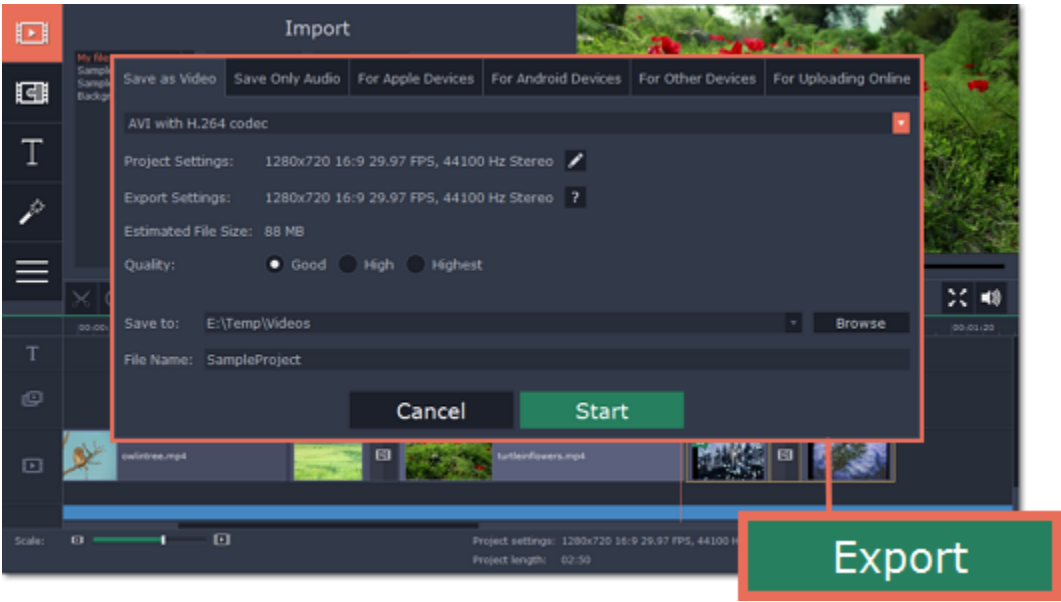 Import
My files
Save as Video
Save Only Audio
For Apple Devices
For Android Devices
For Other Devices
For Uploading Online
AVI with H.264 codec
Project Settings: 1280x720 16:9 29.97 FPS, 44100 Hz Stereo
Export Settings: 1280x720 16:9 29.97 FPS, 44100 Hz Stereo ?
Estimated File Size: 88 MB
Quality: Good High Highest
Save to: E:\Temp\Videos Browse
00:01:20
File Name: SampleProject
T
Cancel Start
owlintree.mp4
turtleinflowers.mp4
Scale:
Project settings: 1280x720 16:9 29.97 FPS, 44100 H
Project length: 02:50
Export